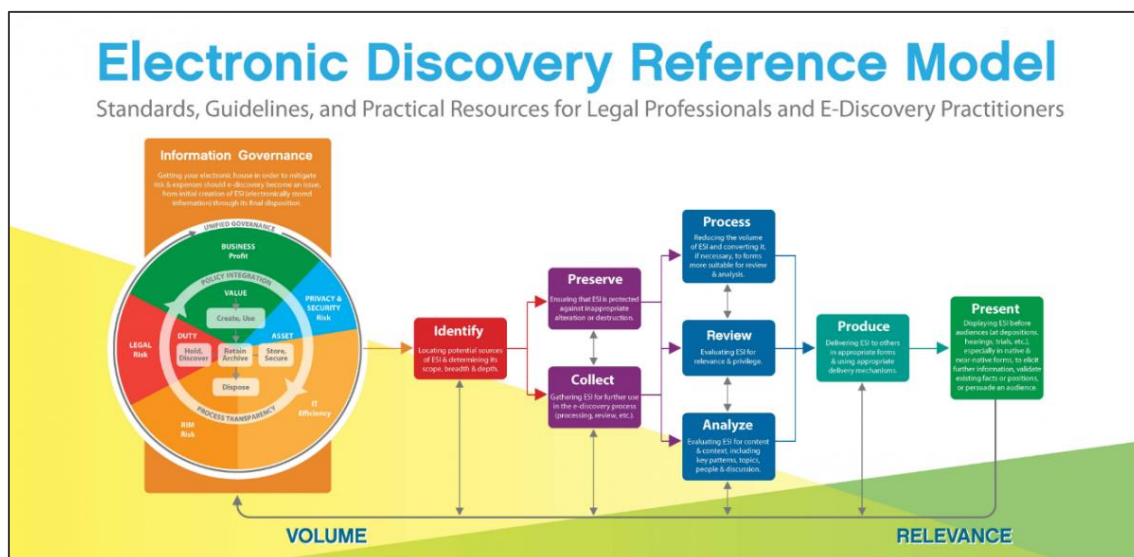 Electronic Discovery Reference Model
Standards, Guidelines, and Practical Resources for Legal Professionals and E-Discovery Practitioners
Information Governance
Getting your electronic house in order to mitigate
risk & expenses should e-discovery become an issue,
from initial creation of ESI (electronically stored
information) through its final disposition.
UNIFIED GOVERNANCE
BUSINESS
Profit
POLICY INTEGRATION
VALUE
Create, Use
PRIVACY &
SECURITY
Risk
LEGAL
Risk
DUTY
Hold,
Discover
Retain
Archive
ASSET
Store,
Secure
Dispose
PROCESS TRANSPARENCY
RIM
Risk
IT
Efficiency
Identify
Locating potential sources
of ESI & determining its
scope, breadth & depth.
Preserve
Ensuring that ESI is protected
against inappropriate
alteration or destruction.
Collect
Gathering ESI for further use
in the e-discovery process
(processing, review, etc.).
Process
Reducing the volume
of ESI and converting it,
if necessary, to forms
more suitable for review
& analysis.
Review
Evaluating ESI for
relevance & privilege.
Analyze
Evaluating ESI for content
& context, including
key patterns, topics,
people & discussion.
Produce
Delivering ESI to others
in appropriate forms
& using appropriate
delivery mechanisms.
Present
Displaying ESI before
audiences (at depositions,
hearings, trials, etc.),
especially in native &
near-native forms, to elicit
further information, validate
existing facts or positions,
or persuade an audience.
VOLUME
RELEVANCE